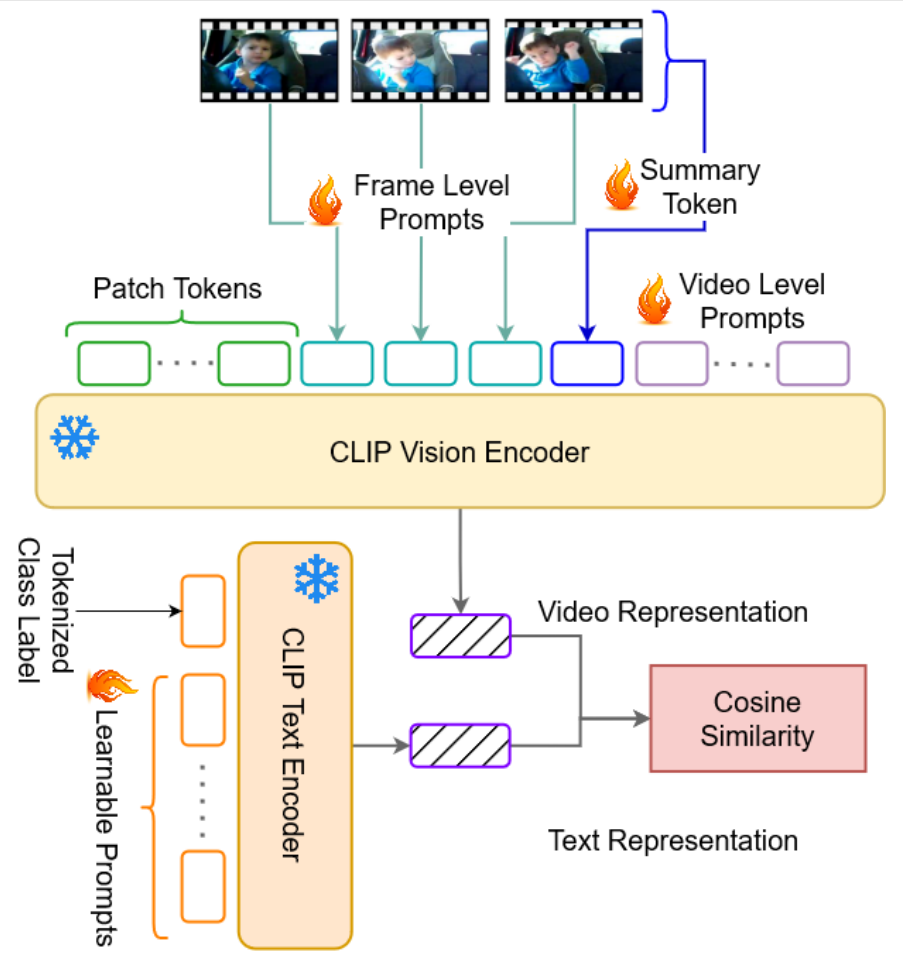 Frame Level
Prompts
Summary
Token
Patch Tokens
Video Level
Prompts
CLIP Vision Encoder
Tokenized
Class Label
Learnable Prompts
CLIP Text Encoder
Video Representation
Cosine
Similarity
Text Representation